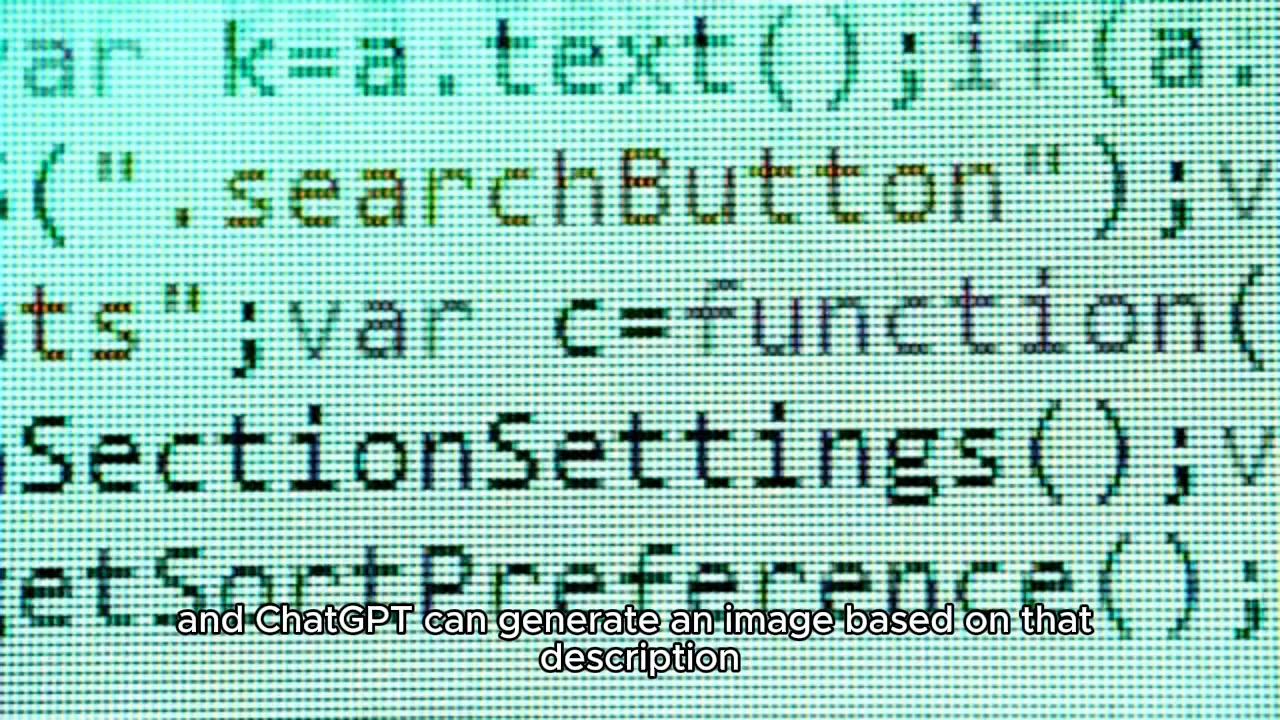 var k=a.text();if(a.
(".searchButton");v
ts";var c=function(
SectionSettings();v
etSortPreference();
and ChatGPT can generate an image based on that
description